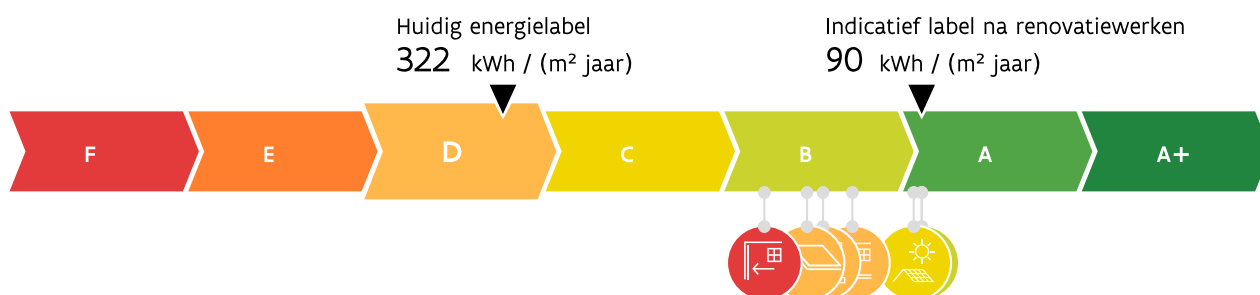 Huidig energielabel
322 kWh / (m² jaar)
Indicatief label na renovatiewerken
90 kWh / (m² jaar)
F E D C B A A+